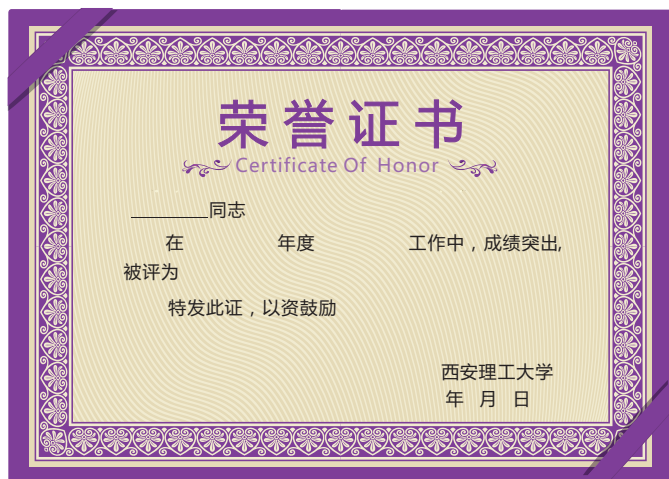 荣誉证书
Certificate Of Honor
________同志
在 年度 工作中，成绩突出,
被评为
特发此证，以资鼓励
西安理工大学
年 月 日